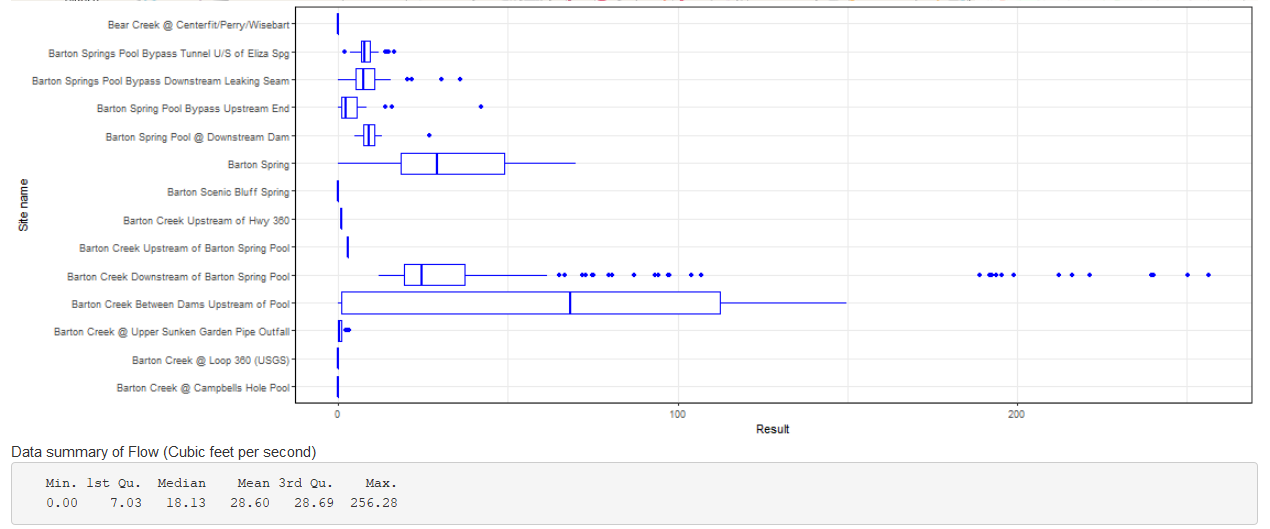 Bear Creek @ Centerfit/Perry/Wisebart
Barton Springs Pool Bypass Tunnel U/S of Eliza Spg
Barton Springs Pool Bypass Downstream Leaking Seam
Barton Spring Pool Bypass Upstream End
Barton Spring Pool @ Downstream Dam
Barton Spring
Barton Scenic Bluff Spring
Barton Creek Upstream of Hwy 360
Barton Creek Upstream of Barton Spring Pool
Barton Creek Downstream of Barton Spring Pool
Barton Creek Between Dams Upstream of Pool
Barton Creek @ Upper Sunken Garden Pipe Outfall
Barton Creek @ Loop 360 (USGS)
Barton Creek @ Campbells Hole Pool
Site name
0 100 200
Result
Data summary of Flow (Cubic feet per second)
Min. 1st Qu. Median Mean 3rd Qu. Max.
0.00 7.03 18.13 28.60 28.69 256.28